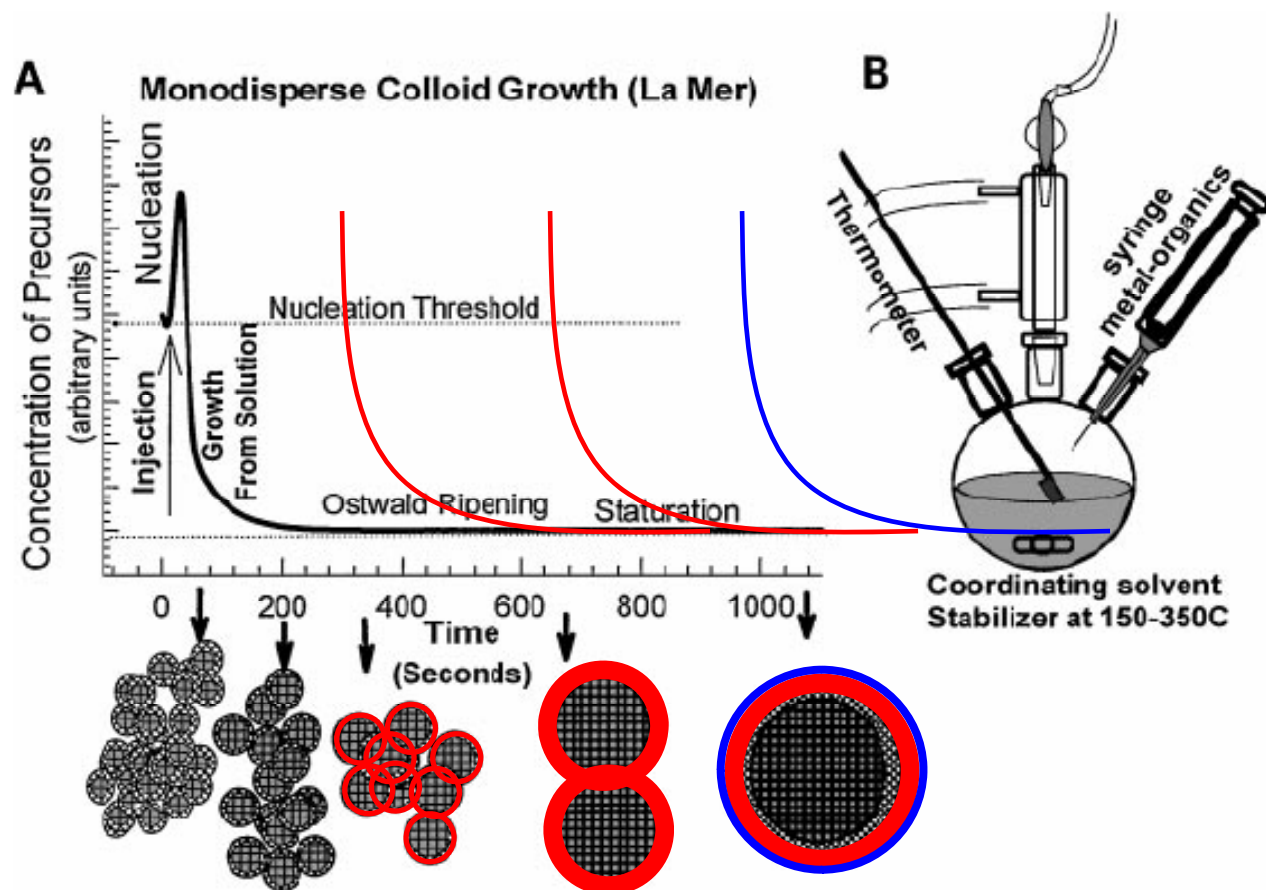 A
Monodisperse Colloid Growth (La Mer)
Concentration of Precursors
(arbitrary units)
Nucleation
Nucleation Threshold
Injection
Growth
From Solution
Ostwald Ripening
Staturation
0 200 400 600 800 1000
Time
(Seconds)
B
Thermometer
syringe
metal-organics
Coordinating solvent
Stabilizer at 150-350C